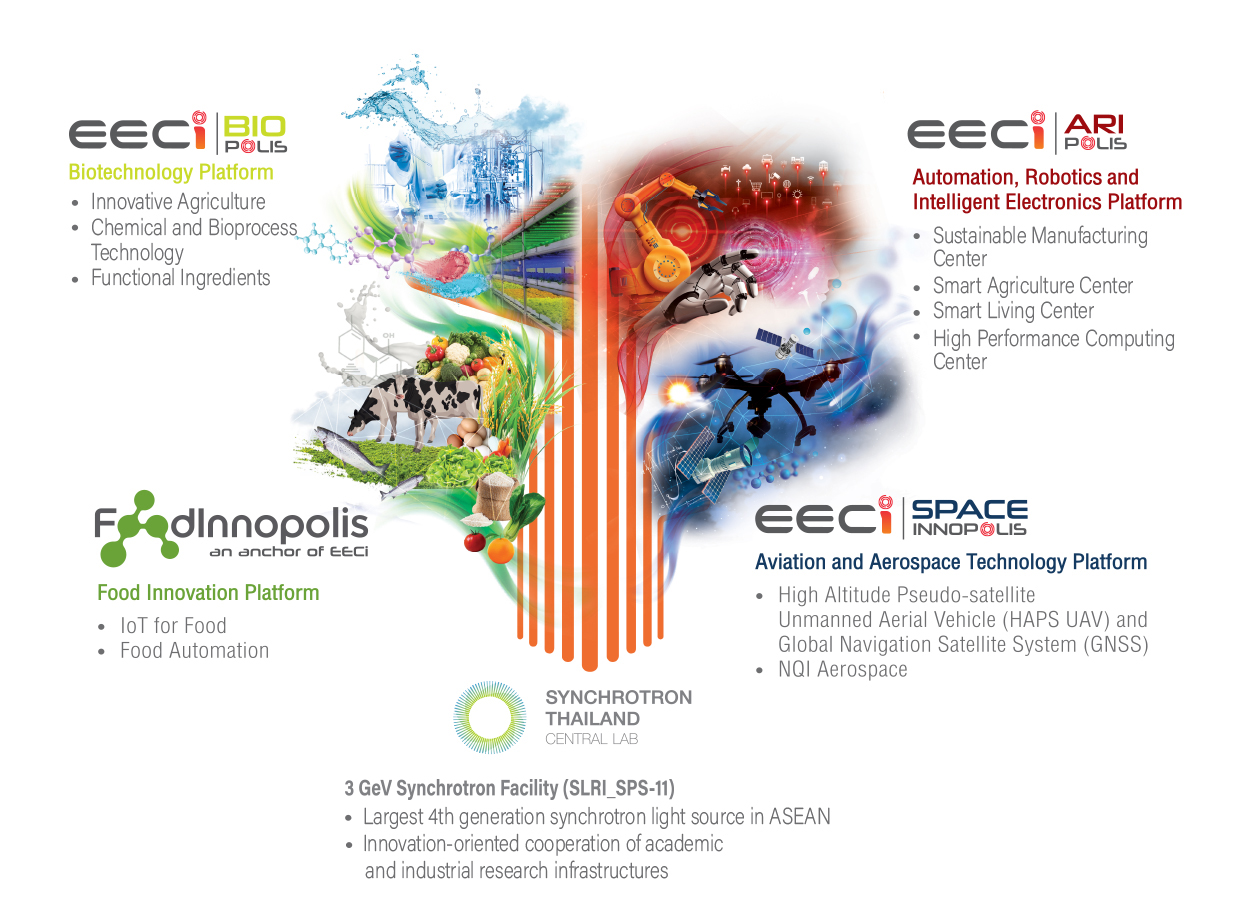 EECi | BIO
POLIS
Biotechnology Platform
• Innovative Agriculture
• Chemical and Bioprocess
Technology
• Functional Ingredients
EECi | ARI
POLIS
Automation, Robotics and
Intelligent Electronics Platform
• Sustainable Manufacturing
Center
• Smart Agriculture Center
• Smart Living Center
• High Performance Computing
Center
OH
FoodInnopolis
an anchor of EECi
Food Innovation Platform
• IoT for Food
• Food Automation
EECi | SPACE
INNOPOLIS
Aviation and Aerospace Technology Platform
• High Altitude Pseudo-satellite
Unmanned Aerial Vehicle (HAPS UAV) and
Global Navigation Satellite System (GNSS)
• NQI Aerospace
SYNCHROTRON
THAILAND
CENTRAL LAB
3 GeV Synchrotron Facility (SLRI_SPS-11)
• Largest 4th generation synchrotron light source in ASEAN
• Innovation-oriented cooperation of academic
and industrial research infrastructures